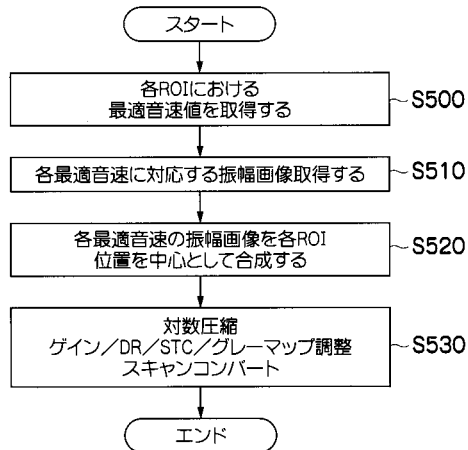 スタート
各ROIにおける
最適音速値を取得する
S500
各最適音速に対応する振幅画像取得する
S510
各最適音速の振幅画像を各ROI
位置を中心として合成する
S520
対数圧縮
ゲイン／DR／STC／グレーマップ調整
スキャンコンバート
S530
エンド